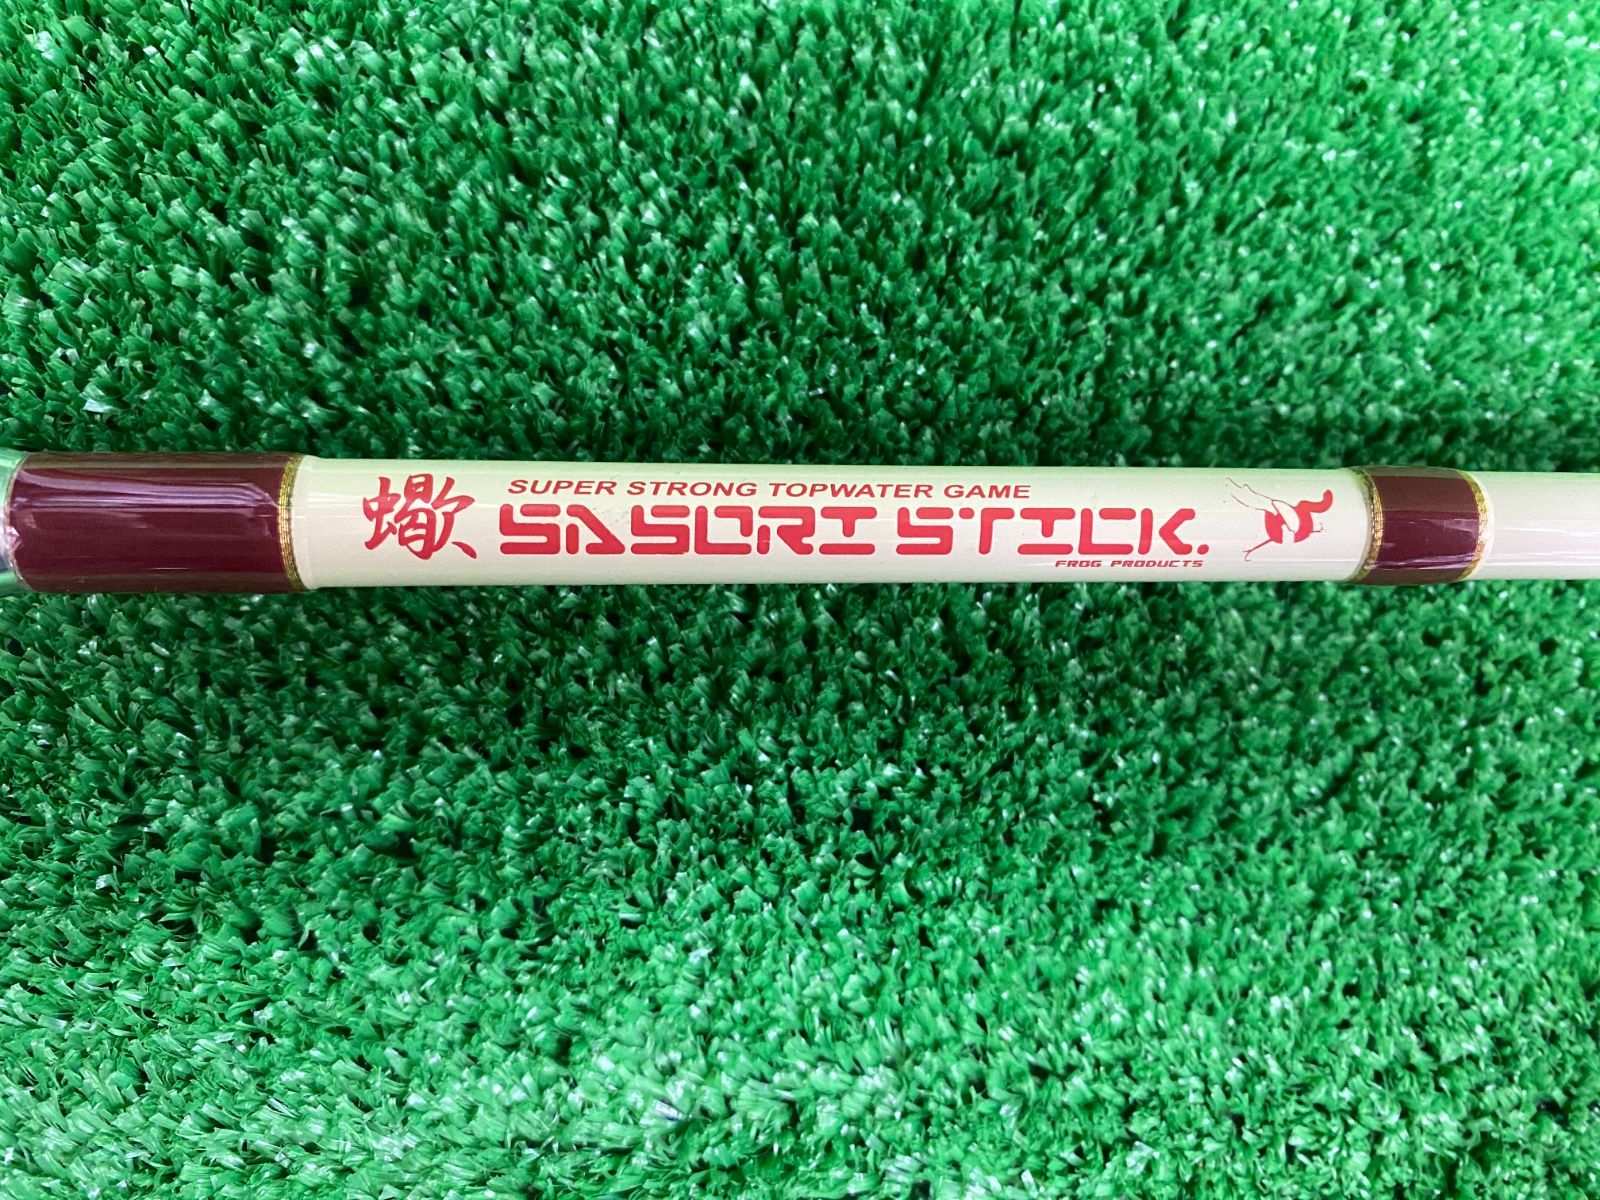 蠍
SUPER STRONG TOPWATER GAME
SASORI STICK.
FROG PRODUCTS